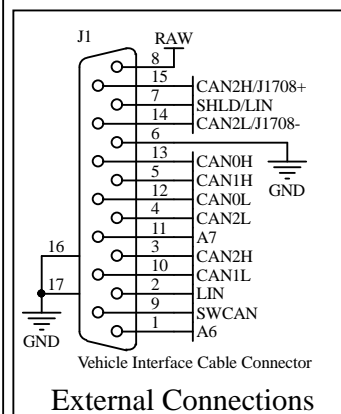 J1
RAW
8
15 CAN2H/J1708+
7 SHLD/LIN
14 CAN2L/J1708-
6
GND
13 CAN0H
5 CAN1H
12 CAN0L
4 CAN2L
11 A7
16
3 CAN2H
10 CAN1L
17
2 LIN
9 SWCAN
GND
1 A6
Vehicle Interface Cable Connector
External Connections